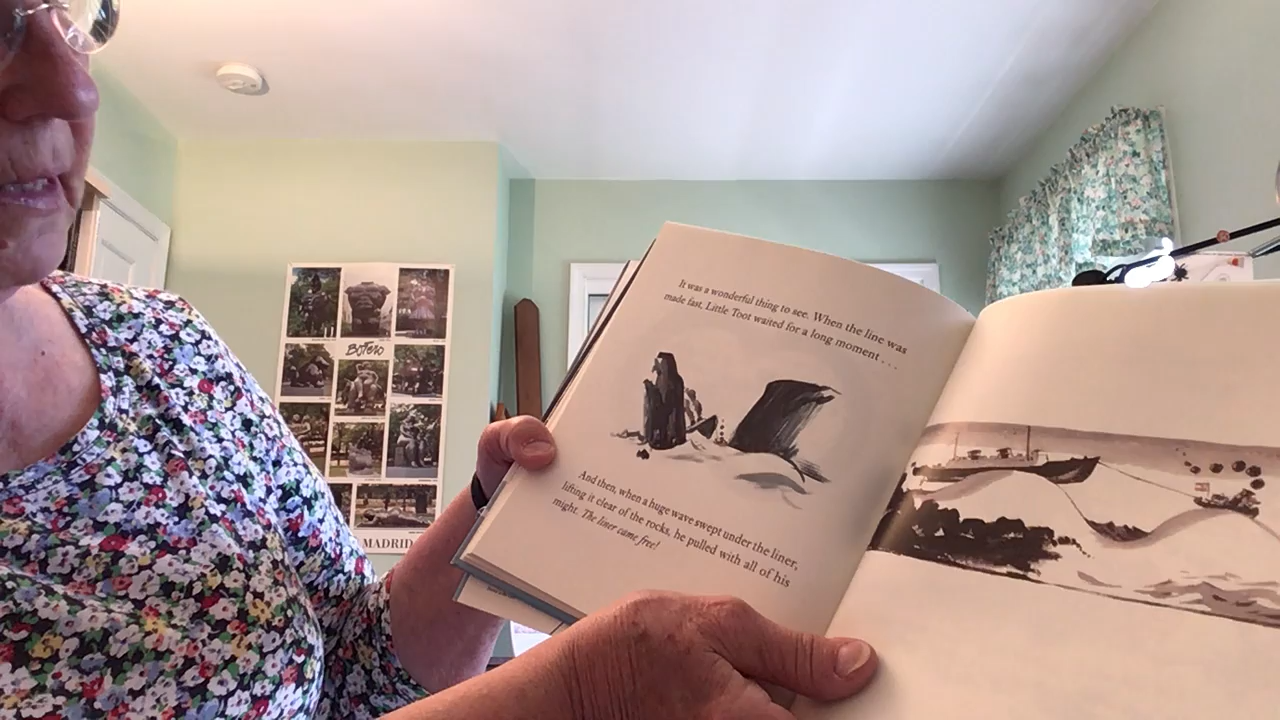 It was a wonderful thing to see. When the line was
made fast, Little Toot waited for a long moment . . .
And then, when a huge wave swept under the liner,
lifting it clear of the rocks, he pulled with all of his
might. The liner came free!
BOTERO
MADRID